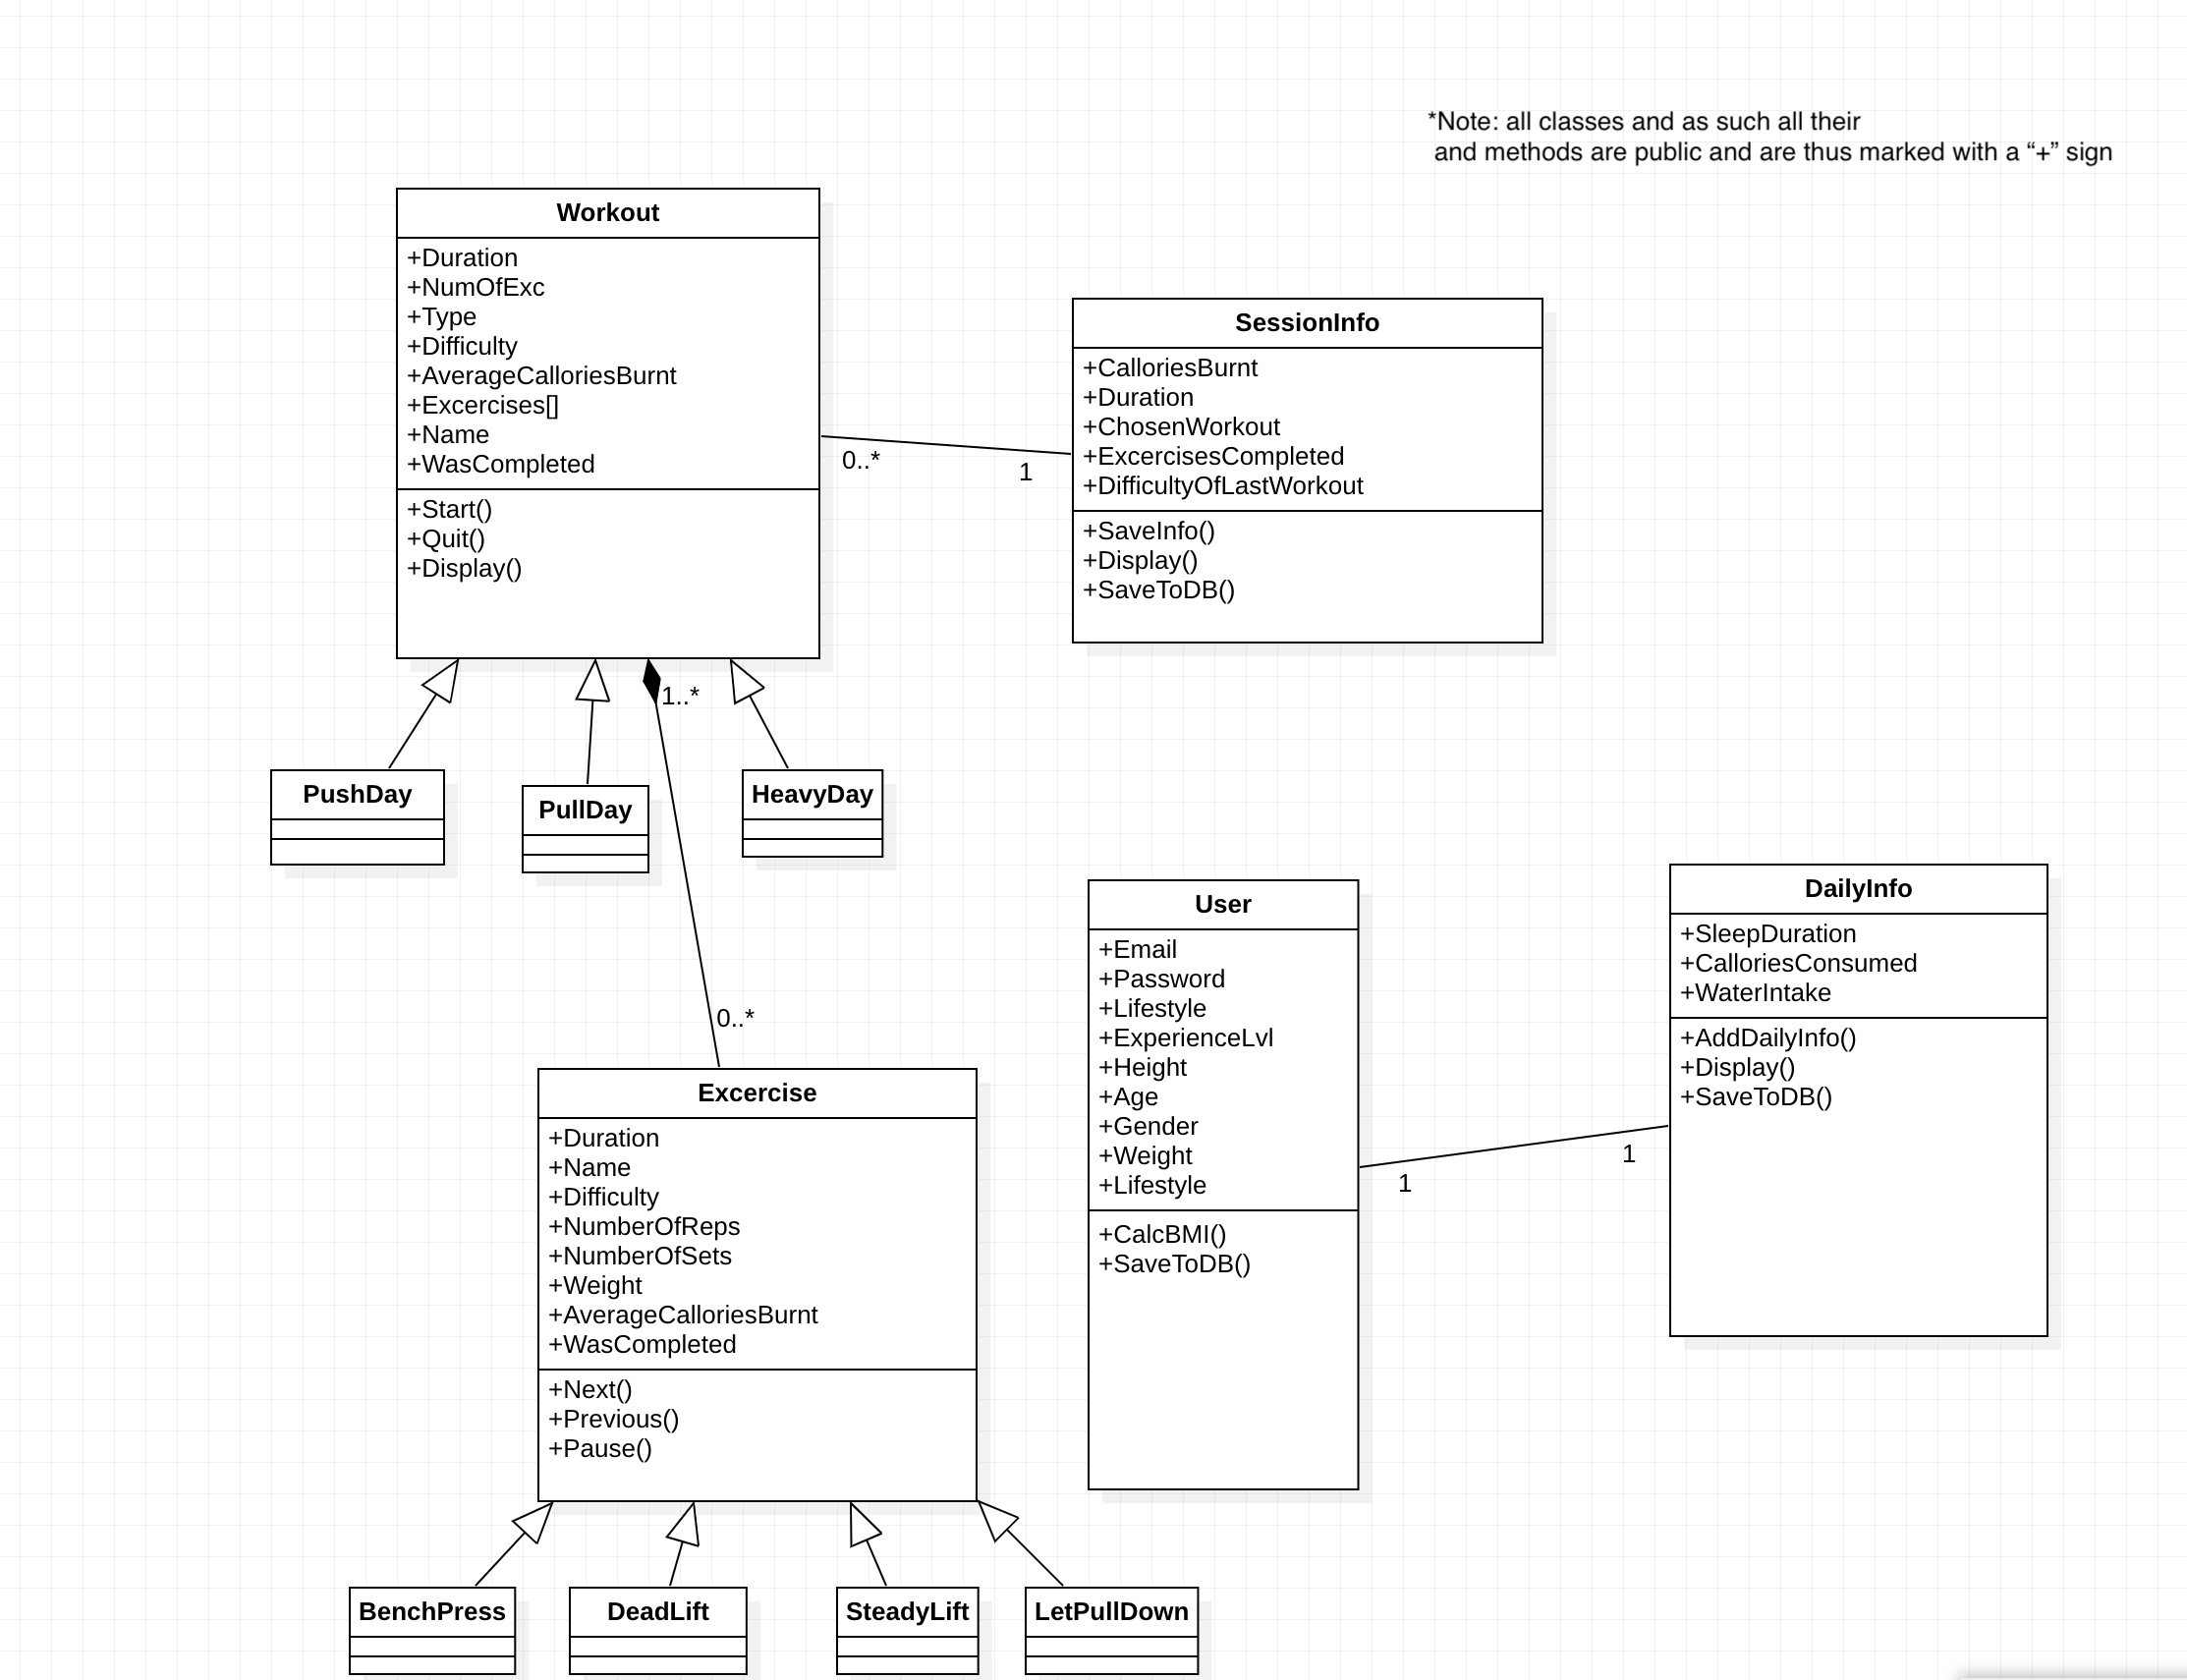 *Note: all classes and as such all their
and methods are public and are thus marked with a “+” sign
Workout
+Duration
+NumOfExc
+Type
+Difficulty
+AverageCalloriesBurnt
+Excercises[]
+Name
+WasCompleted
+Start()
+Quit()
+Display()
SessionInfo
+CalloriesBurnt
+Duration
+ChosenWorkout
+ExcercisesCompleted
+DifficultyOfLastWorkout
+SaveInfo()
+Display()
+SaveToDB()
0..*
1
1..*
PushDay
PullDay
HeavyDay
0..*
Excercise
+Duration
+Name
+Difficulty
+NumberOfReps
+NumberOfSets
+Weight
+AverageCalloriesBurnt
+WasCompleted
+Next()
+Previous()
+Pause()
User
+Email
+Password
+Lifestyle
+ExperienceLvl
+Height
+Age
+Gender
+Weight
+Lifestyle
+CalcBMI()
+SaveToDB()
1
1
DailyInfo
+SleepDuration
+CalloriesConsumed
+WaterIntake
+AddDailyInfo()
+Display()
+SaveToDB()
BenchPress
DeadLift
SteadyLift
LetPullDown